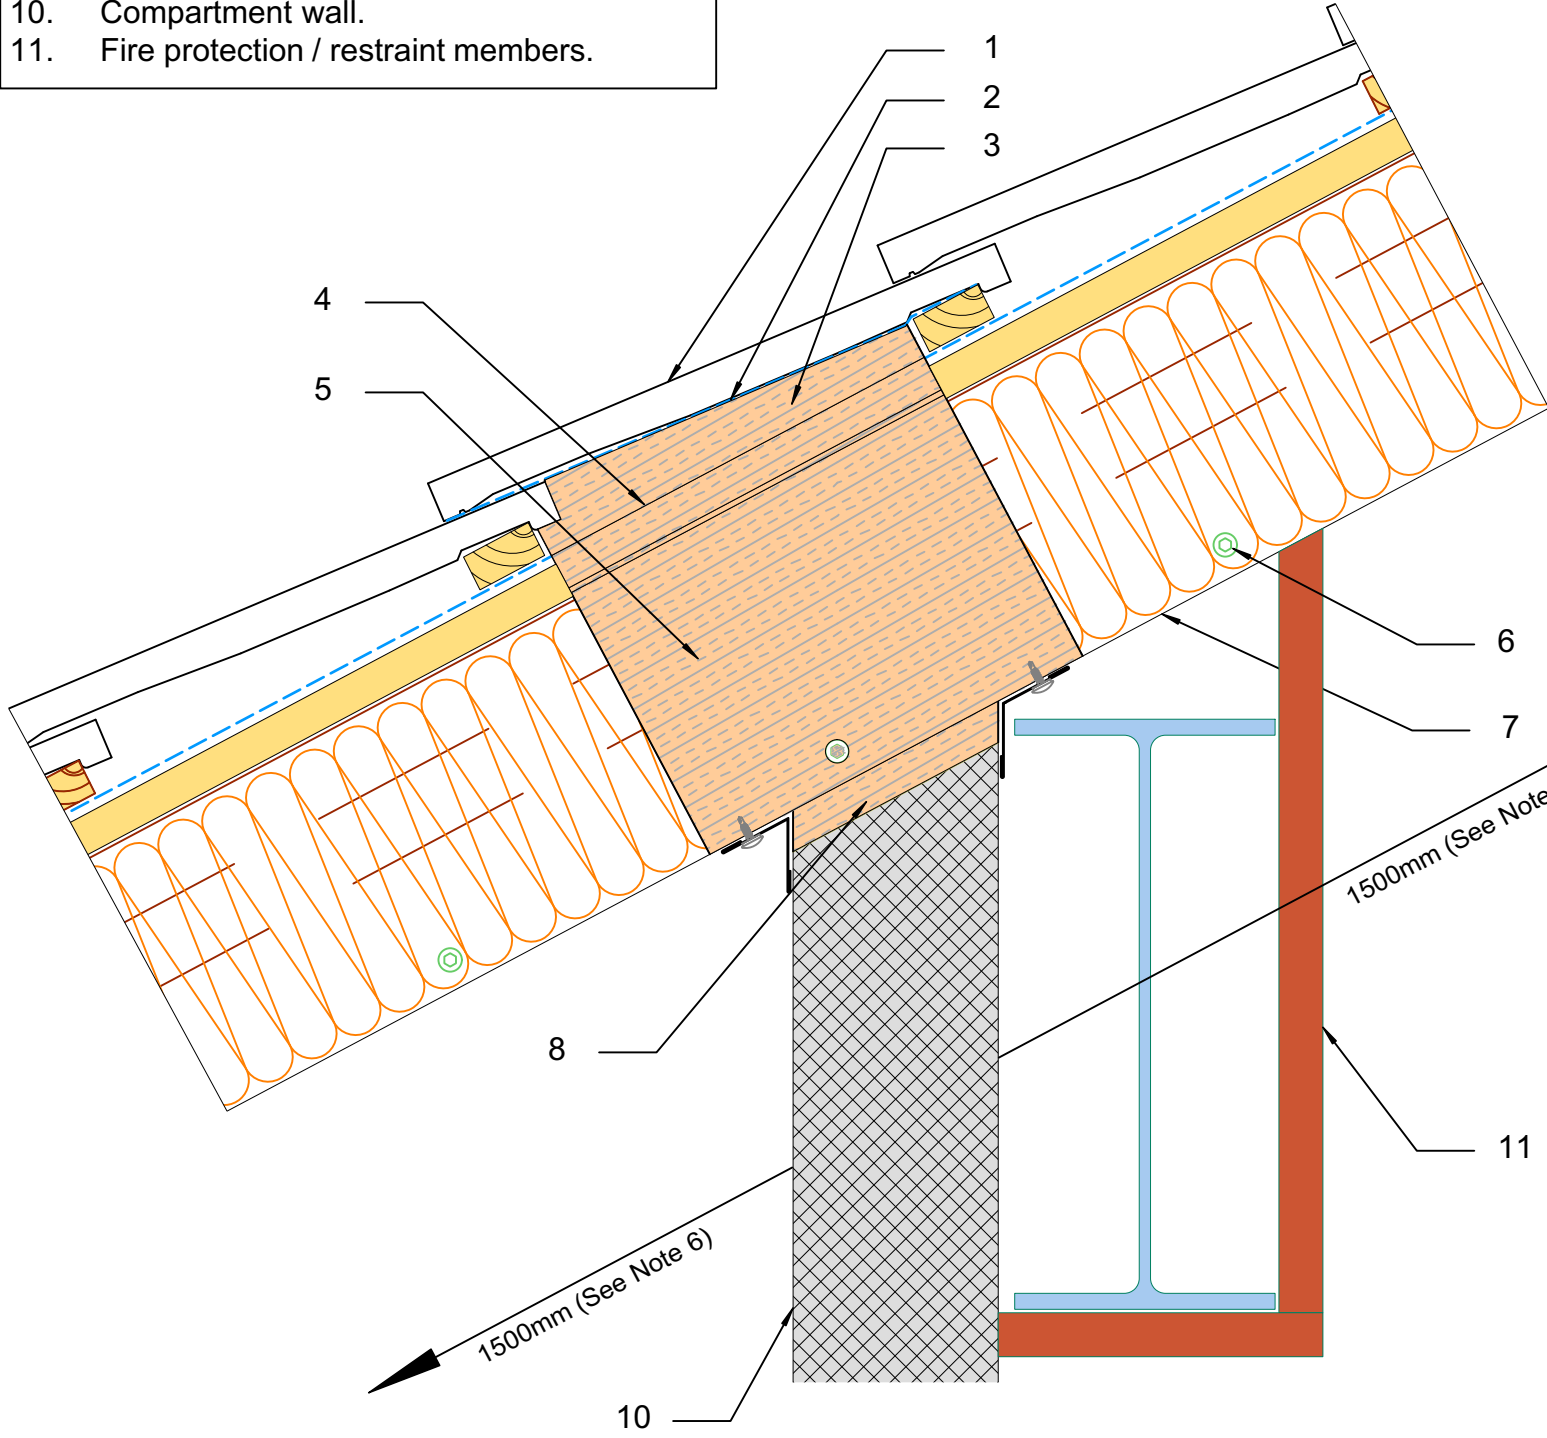 10. Compartment wall.
11. Fire protection / restraint members.
1
2
3
4
5
6
7
1500mm (See Note
8
11
1500mm (See Note 6)
10